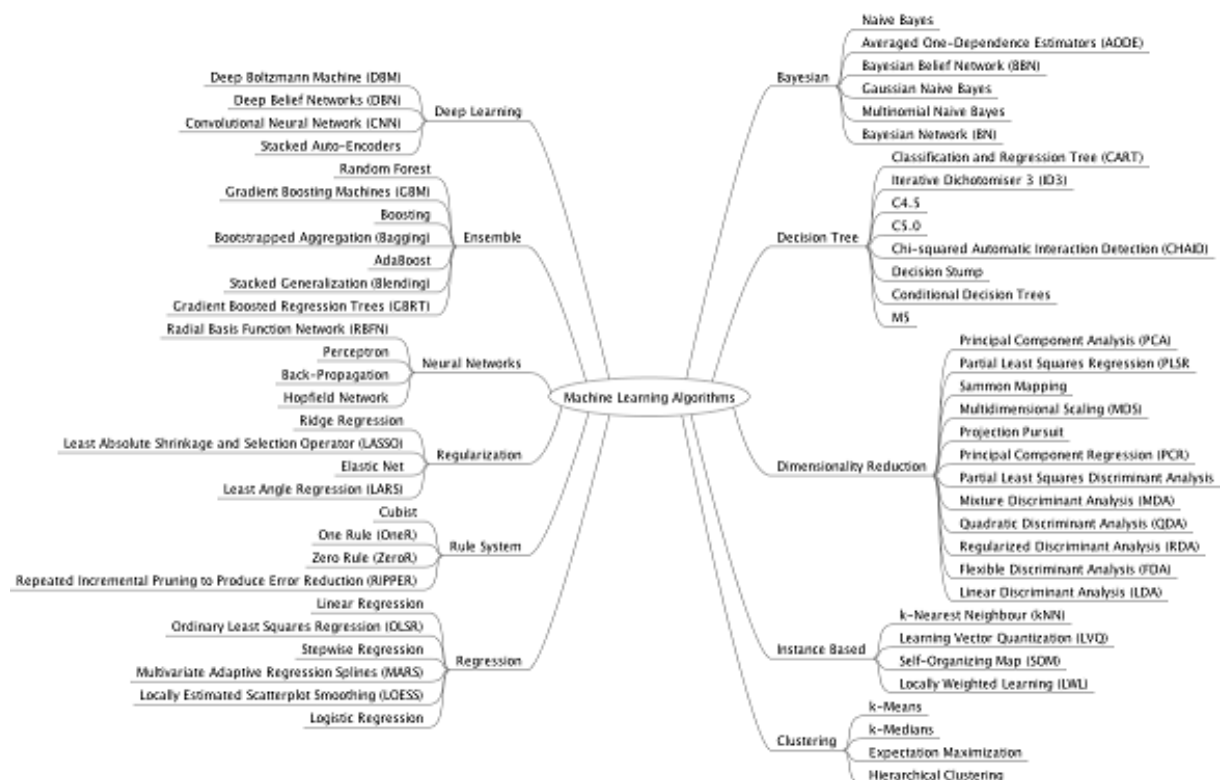 Deep Learning
Deep Boltzmann Machine (DBM)
Deep Belief Networks (DBN)
Convolutional Neural Network (CNN)
Stacked Auto-Encoders
Ensemble
Random Forest
Gradient Boosting Machines (GBM)
Boosting
Bootstrapped Aggregation (Bagging)
AdaBoost
Stacked Generalization (Blending)
Gradient Boosted Regression Trees (GBRT)
Neural Networks
Radial Basis Function Network (RBFN)
Perceptron
Back-Propagation
Hopfield Network
Regularization
Ridge Regression
Least Absolute Shrinkage and Selection Operator (LASSO)
Elastic Net
Least Angle Regression (LARS)
Rule System
Cubist
One Rule (OneR)
Zero Rule (ZeroR)
Repeated Incremental Pruning to Produce Error Reduction (RIPPER)
Regression
Linear Regression
Ordinary Least Squares Regression (OLSR)
Stepwise Regression
Multivariate Adaptive Regression Splines (MARS)
Locally Estimated Scatterplot Smoothing (LOESS)
Logistic Regression
Machine Learning Algorithms
Bayesian
Naive Bayes
Averaged One-Dependence Estimators (AODE)
Bayesian Belief Network (BBN)
Gaussian Naive Bayes
Multinomial Naive Bayes
Bayesian Network (BN)
Decision Tree
Classification and Regression Tree (CART)
Iterative Dichotomiser 3 (ID3)
C4.5
C5.0
Chi-squared Automatic Interaction Detection (CHAID)
Decision Stump
Conditional Decision Trees
M5
Dimensionality Reduction
Principal Component Analysis (PCA)
Partial Least Squares Regression (PLSR
Sammon Mapping
Multidimensional Scaling (MDS)
Projection Pursuit
Principal Component Regression (PCR)
Partial Least Squares Discriminant Analysis
Mixture Discriminant Analysis (MDA)
Quadratic Discriminant Analysis (QDA)
Regularized Discriminant Analysis (RDA)
Flexible Discriminant Analysis (FDA)
Linear Discriminant Analysis (LDA)
Instance Based
k-Nearest Neighbour (kNN)
Learning Vector Quantization (LVQ)
Self-Organizing Map (SOM)
Locally Weighted Learning (LWL)
Clustering
k-Means
k-Medians
Expectation Maximization
Hierarchical Clustering